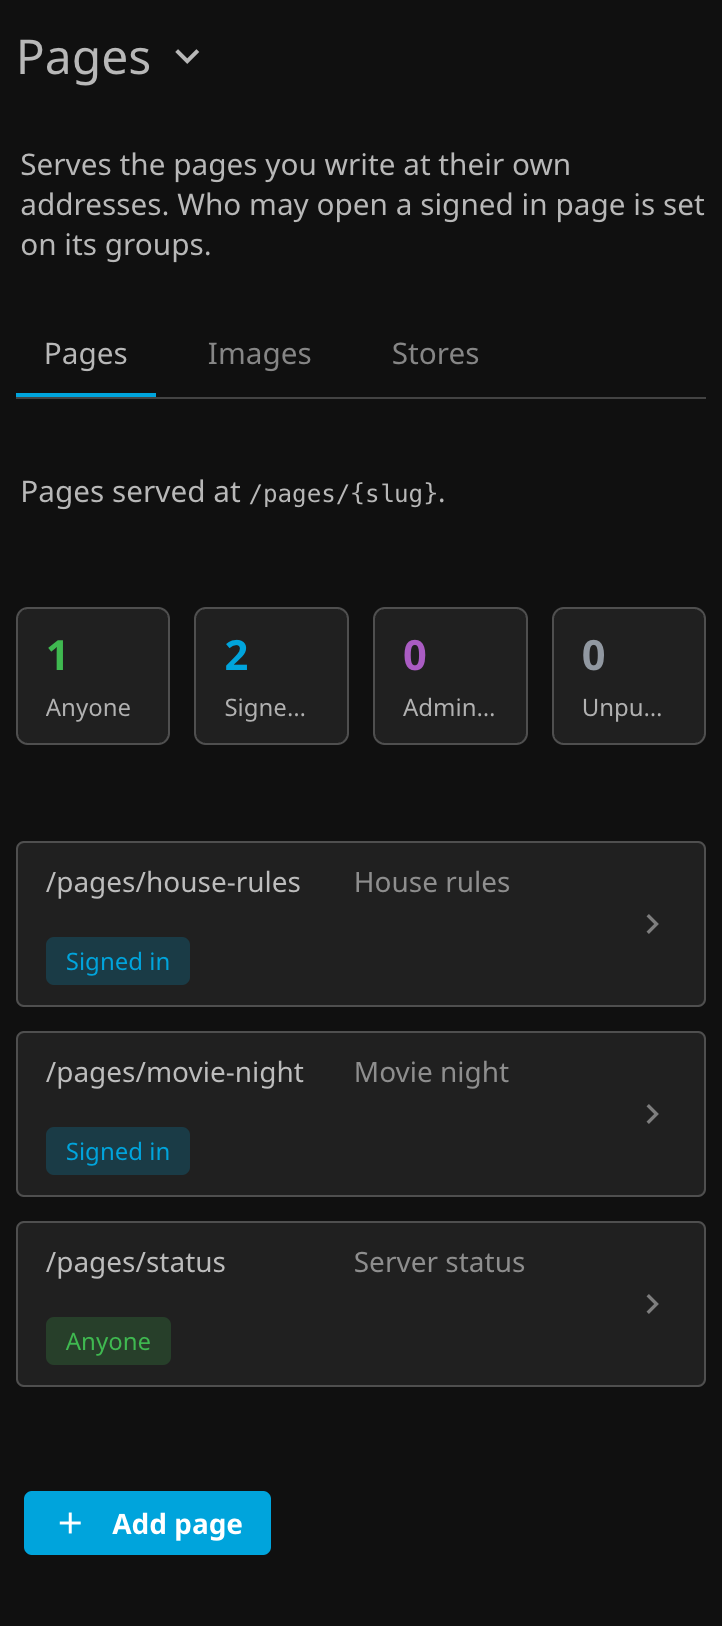 Pages
Serves the pages you write at their own
addresses. Who may open a signed in page is set
on its groups.
Pages Images Stores
Pages served at /pages/{slug}.
1 2 0 0
Anyone Signe... Admin... Unpu...
/pages/house-rules House rules
Signed in
/pages/movie-night Movie night
Signed in
/pages/status Server status
Anyone
+ Add page